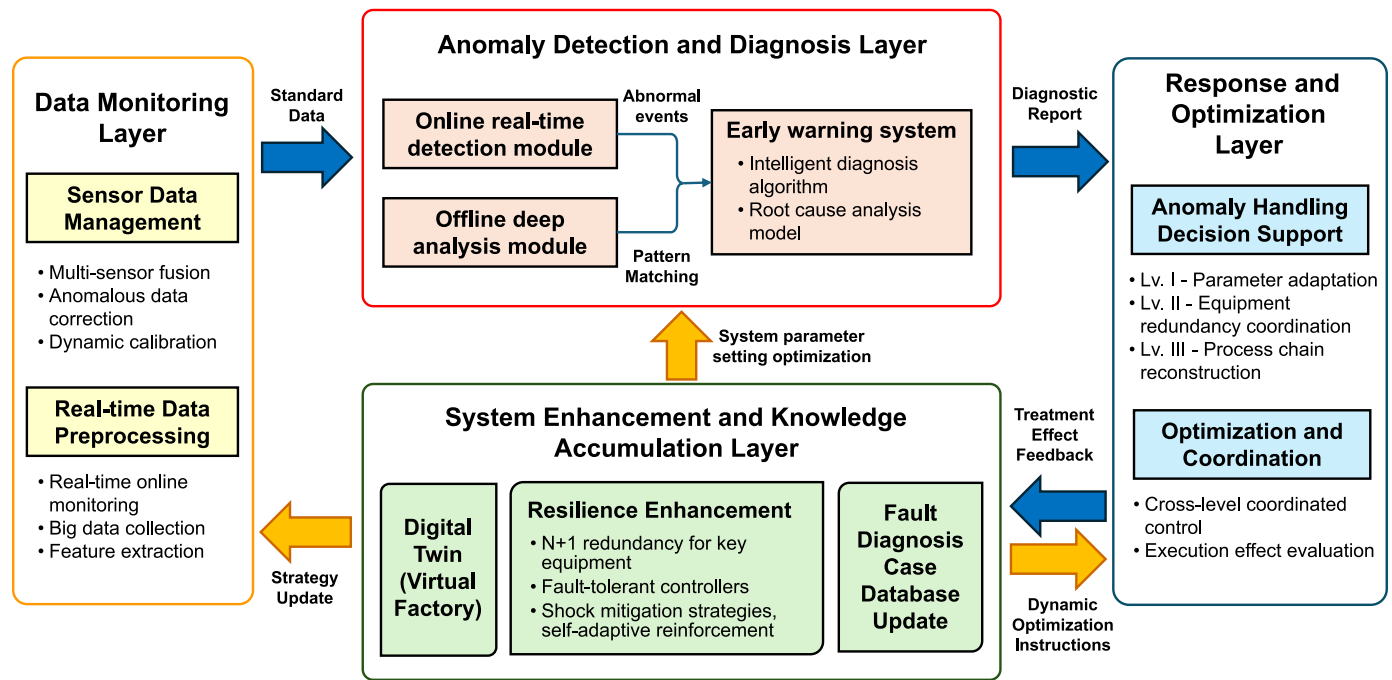 Data Monitoring
Layer
Sensor Data
Management
• Multi-sensor fusion
• Anomalous data
correction
• Dynamic calibration
Real-time Data
Preprocessing
• Real-time online
monitoring
• Big data collection
• Feature extraction
Standard
Data
Anomaly Detection and Diagnosis Layer
Online real-time
detection module
Offline deep
analysis module
Abnormal
events
Pattern
Matching
Early warning system
• Intelligent diagnosis
algorithm
• Root cause analysis
model
Diagnostic
Report
Response and
Optimization
Layer
Anomaly Handling
Decision Support
• Lv. I - Parameter adaptation
• Lv. II - Equipment
redundancy coordination
• Lv. III - Process chain
reconstruction
Optimization and
Coordination
• Cross-level coordinated
control
• Execution effect evaluation
System parameter
setting optimization
Treatment
Effect
Feedback
Dynamic
Optimization
Instructions
System Enhancement and Knowledge
Accumulation Layer
Digital
Twin
(Virtual
Factory)
Resilience Enhancement
• N+1 redundancy for key
equipment
• Fault-tolerant controllers
• Shock mitigation strategies,
self-adaptive reinforcement
Fault
Diagnosis
Case
Database
Update
Strategy
Update